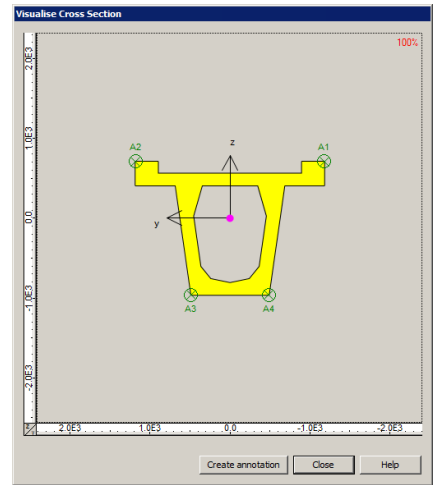 Visualise Cross Section
100%
2.0E3
1.0E3
0.0
-1.0E3
-2.0E3
A2
z
A1
y
A3
A4
z
2.0E3 1.0E3 0.0 -1.0E3 -2.0E3
Create annotation Close Help